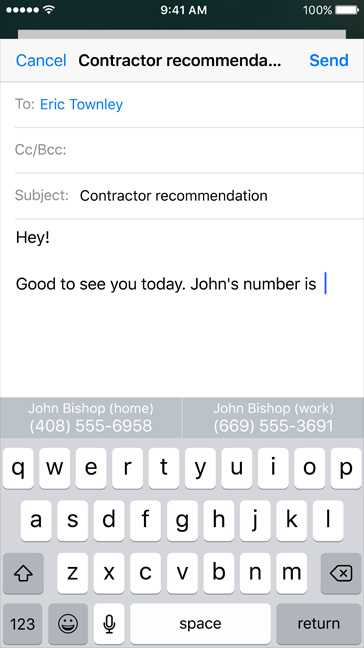 9:41 AM 100%
Cancel Contractor recommenda... Send
To: Eric Townley
Cc/Bcc:
Subject: Contractor recommendation
Hey!
Good to see you today. John's number is
John Bishop (home) John Bishop (work)
(408) 555-6958 (669) 555-3691
q w e r t y u i o p
a s d f g h j k l
z x c v b n m
123 space return